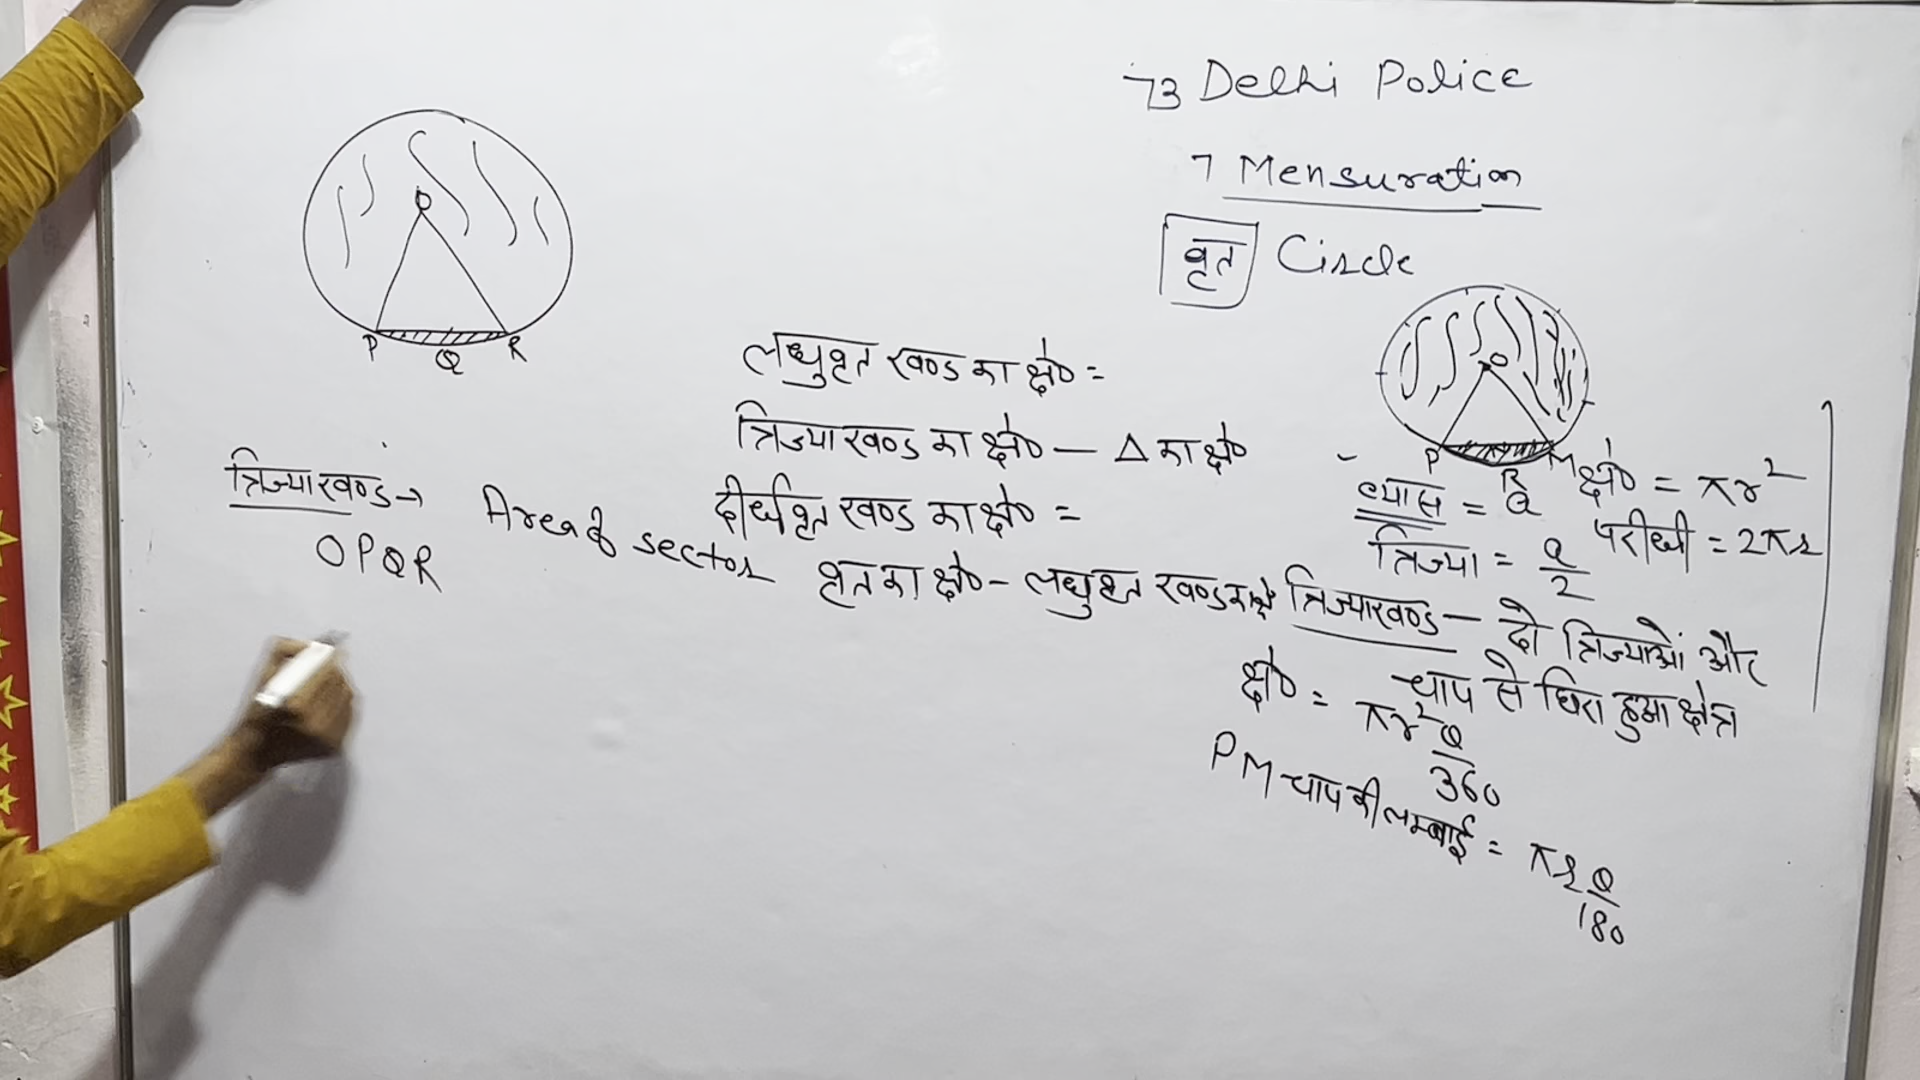 73 Delhi Police
7 Mensuration
वृत Circle
O
P Q R
O
P R M
लघुवृत खण्ड का क्षे० =
त्रिज्याखण्ड का क्षे० — Δ का क्षे०
दीर्घवृत खण्ड का क्षे० =
वृत का क्षे० - लघुवृत खण्ड का क्षे०
त्रिज्याखण्ड → Area of sector
OPQR
व्यास = Q
क्षे० = πr²
त्रिज्या = Q/2
परीधी = 2πr
त्रिज्याखण्ड — दो त्रिज्याओं और
चाप से घिरा हुआ क्षेत्र
क्षे० = πr² Q/360
PM चाप की लम्बाई = πr Q/180